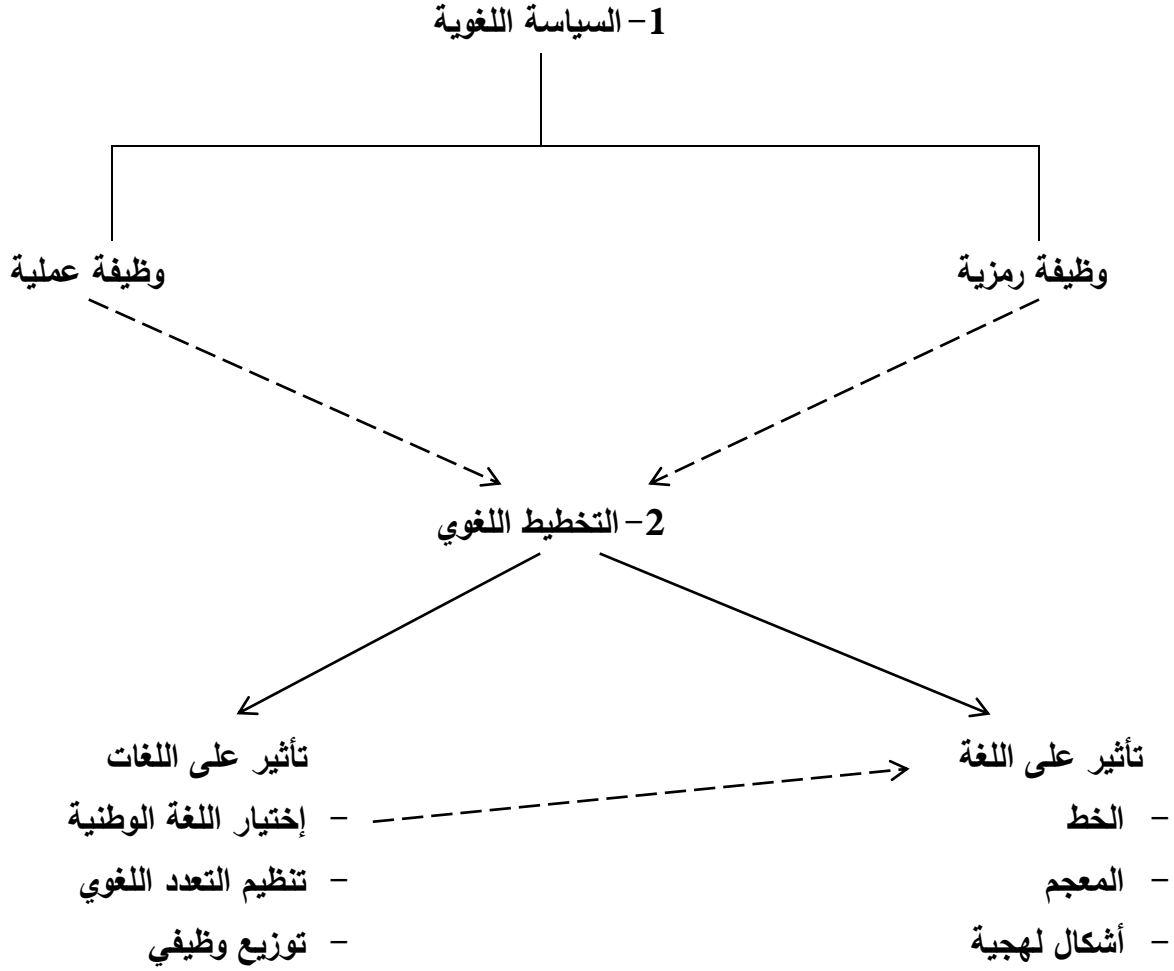 1- السياسة اللغوية
وظيفة رمزية
وظيفة عملية
2- التخطيط اللغوي
تأثير على اللغة
- الخط
- المعجم
- أشكال لهجية
تأثير على اللغات
- إختيار اللغة الوطنية
- تنظيم التعدد اللغوي
- توزيع وظيفي